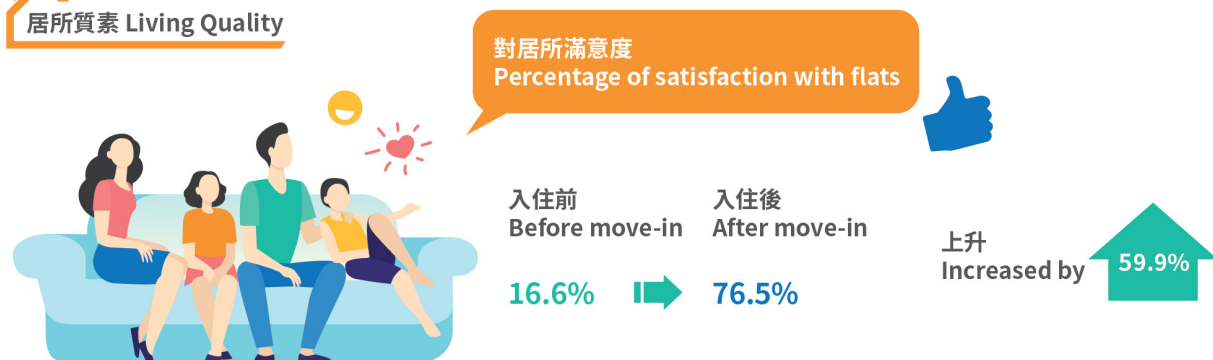 居所質素 Living Quality
對居所滿意度
Percentage of satisfaction with flats
入住前
Before move-in
16.6%
入住後
After move-in
76.5%
上升
Increased by
59.9%